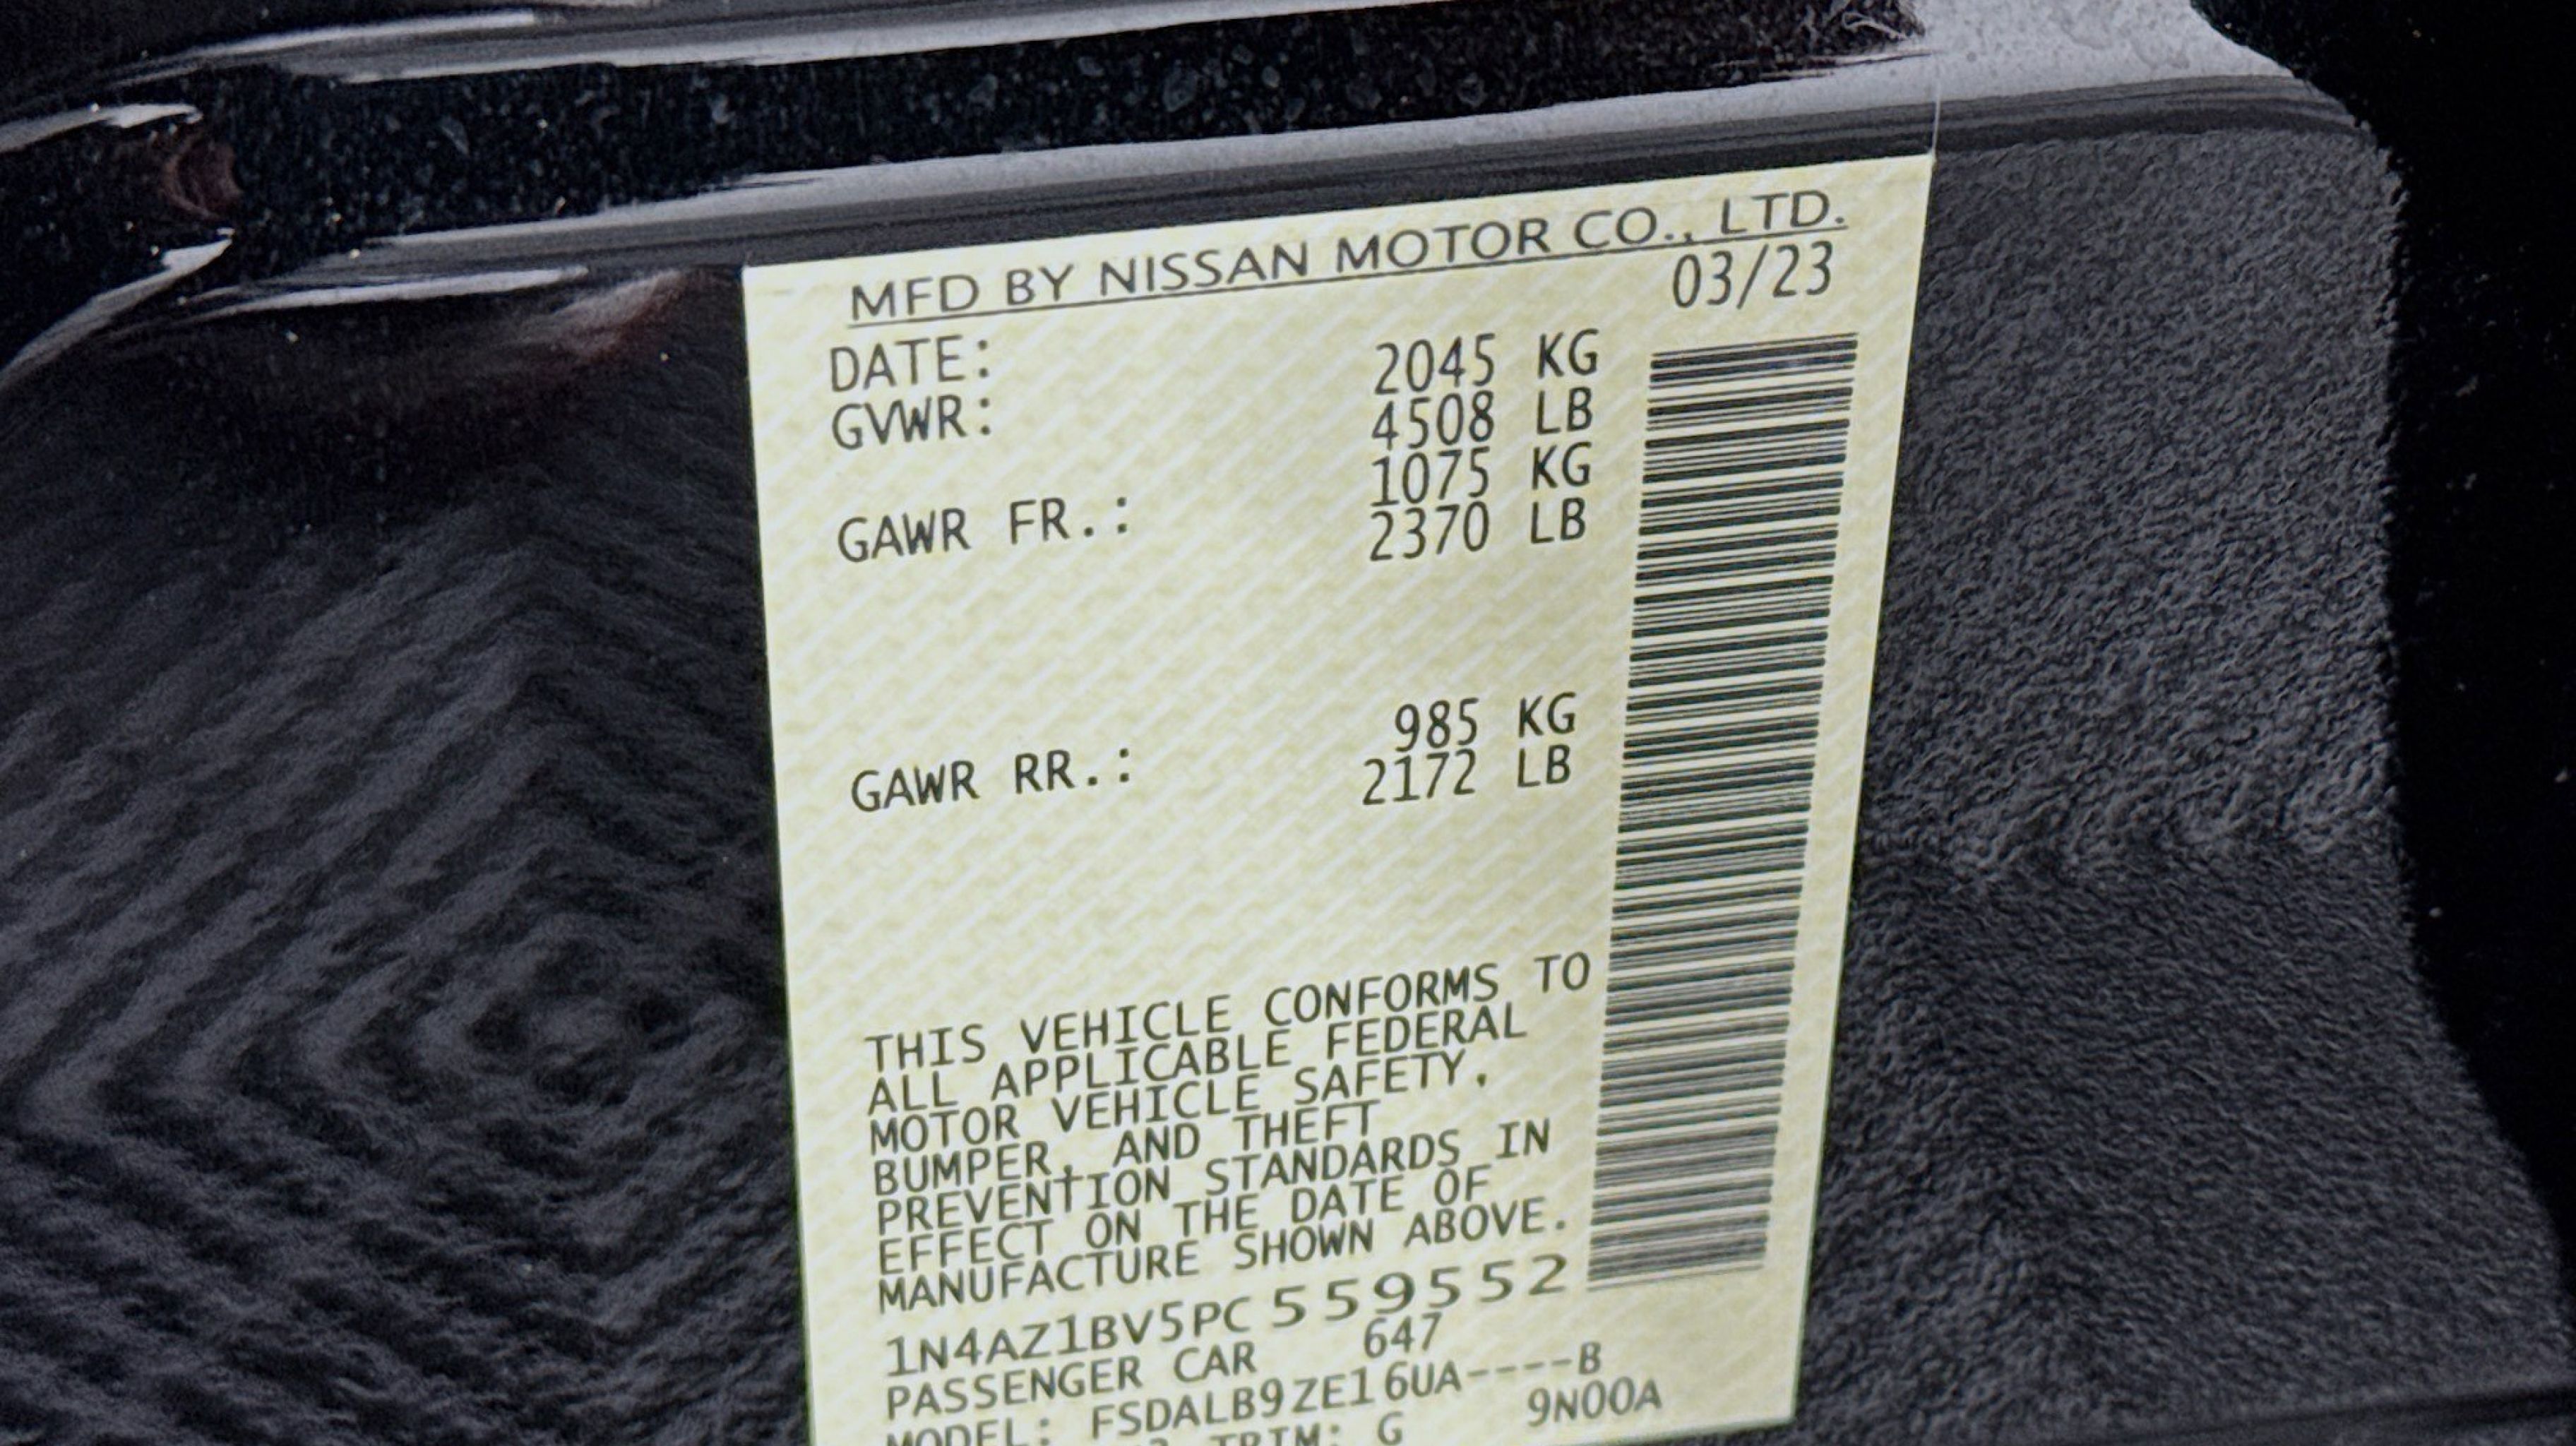 MFD BY NISSAN MOTOR CO., LTD.
DATE: 03/23
GVWR: 2045 KG
4508 LB
GAWR FR.: 1075 KG
2370 LB
GAWR RR.: 985 KG
2172 LB
THIS VEHICLE CONFORMS TO
ALL APPLICABLE FEDERAL
MOTOR VEHICLE SAFETY,
BUMPER, AND THEFT
PREVENTION STANDARDS IN
EFFECT ON THE DATE OF
MANUFACTURE SHOWN ABOVE.
1N4AZ1BV5PC559552
PASSENGER CAR 647
MODEL: FSDALB9ZE16UA----B
TRIM: G 9N00A